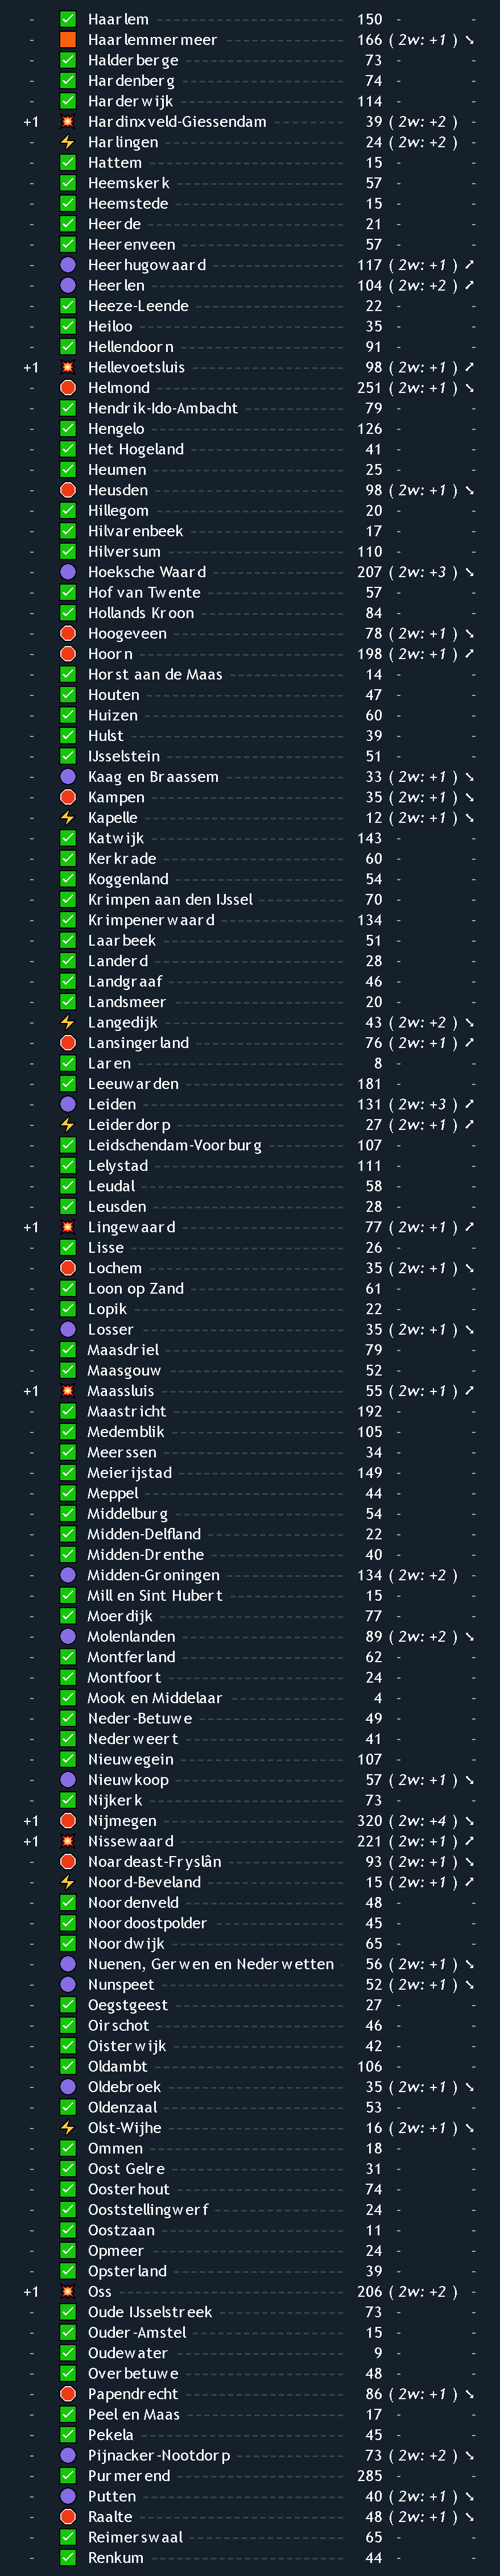 - ✅ Haarlem 150 - -
- 🟧 Haarlemmermeer 166 ( 2w: +1 ) ↘
- ✅ Halderberge 73 - -
- ✅ Hardenberg 74 - -
- ✅ Harderwijk 114 - -
+1 💥 Hardinxveld-Giessendam 39 ( 2w: +2 ) -
- ⚡ Harlingen 24 ( 2w: +2 ) -
- ✅ Hattem 15 - -
- ✅ Heemskerk 57 - -
- ✅ Heemstede 15 - -
- ✅ Heerde 21 - -
- ✅ Heerenveen 57 - -
- 🟣 Heerhugowaard 117 ( 2w: +1 ) ↗
- 🟣 Heerlen 104 ( 2w: +2 ) ↗
- ✅ Heeze-Leende 22 - -
- ✅ Heiloo 35 - -
- ✅ Hellendoorn 91 - -
+1 💥 Hellevoetsluis 98 ( 2w: +1 ) ↗
- 🛑 Helmond 251 ( 2w: +1 ) ↘
- ✅ Hendrik-Ido-Ambacht 79 - -
- ✅ Hengelo 126 - -
- ✅ Het Hogeland 41 - -
- ✅ Heumen 25 - -
- 🛑 Heusden 98 ( 2w: +1 ) ↘
- ✅ Hillegom 20 - -
- ✅ Hilvarenbeek 17 - -
- ✅ Hilversum 110 - -
- 🟣 Hoeksche Waard 207 ( 2w: +3 ) ↘
- ✅ Hof van Twente 57 - -
- ✅ Hollands Kroon 84 - -
- 🛑 Hoogeveen 78 ( 2w: +1 ) ↘
- 🛑 Hoorn 198 ( 2w: +1 ) ↗
- ✅ Horst aan de Maas 14 - -
- ✅ Houten 47 - -
- ✅ Huizen 60 - -
- ✅ Hulst 39 - -
- ✅ IJsselstein 51 - -
- 🟣 Kaag en Braassem 33 ( 2w: +1 ) ↘
- 🛑 Kampen 35 ( 2w: +1 ) ↘
- ⚡ Kapelle 12 ( 2w: +1 ) ↘
- ✅ Katwijk 143 - -
- ✅ Kerkrade 60 - -
- ✅ Koggenland 54 - -
- ✅ Krimpen aan den IJssel 70 - -
- ✅ Krimpenerwaard 134 - -
- ✅ Laarbeek 51 - -
- ✅ Landerd 28 - -
- ✅ Landgraaf 46 - -
- ✅ Landsmeer 20 - -
- ⚡ Langedijk 43 ( 2w: +2 ) ↘
- 🛑 Lansingerland 76 ( 2w: +1 ) ↗
- ✅ Laren 8 - -
- ✅ Leeuwarden 181 - -
- 🟣 Leiden 131 ( 2w: +3 ) ↗
- ⚡ Leiderdorp 27 ( 2w: +1 ) ↗
- ✅ Leidschendam-Voorburg 107 - -
- ✅ Lelystad 111 - -
- ✅ Leudal 58 - -
- ✅ Leusden 28 - -
+1 💥 Lingewaard 77 ( 2w: +1 ) ↗
- ✅ Lisse 26 - -
- 🛑 Lochem 35 ( 2w: +1 ) ↘
- ✅ Loon op Zand 61 - -
- ✅ Lopik 22 - -
- 🟣 Losser 35 ( 2w: +1 ) ↘
- ✅ Maasdriel 79 - -
- ✅ Maasgouw 52 - -
+1 💥 Maassluis 55 ( 2w: +1 ) ↗
- ✅ Maastricht 192 - -
- ✅ Medemblik 105 - -
- ✅ Meerssen 34 - -
- ✅ Meierijstad 149 - -
- ✅ Meppel 44 - -
- ✅ Middelburg 54 - -
- ✅ Midden-Delfland 22 - -
- ✅ Midden-Drenthe 40 - -
- 🟣 Midden-Groningen 134 ( 2w: +2 ) -
- ✅ Mill en Sint Hubert 15 - -
- ✅ Moerdijk 77 - -
- 🟣 Molenlanden 89 ( 2w: +2 ) ↘
- ✅ Montferland 62 - -
- ✅ Montfoort 24 - -
- ✅ Mook en Middelaar 4 - -
- ✅ Neder-Betuwe 49 - -
- ✅ Nederweert 41 - -
- ✅ Nieuwegein 107 - -
- 🟣 Nieuwkoop 57 ( 2w: +1 ) ↘
- ✅ Nijkerk 73 - -
+1 🛑 Nijmegen 320 ( 2w: +4 ) ↘
+1 💥 Nissewaard 221 ( 2w: +1 ) ↗
- 🛑 Noardeast-Fryslân 93 ( 2w: +1 ) ↘
- ⚡ Noord-Beveland 15 ( 2w: +1 ) ↗
- ✅ Noordenveld 48 - -
- ✅ Noordoostpolder 45 - -
- ✅ Noordwijk 65 - -
- 🟣 Nuenen, Gerwen en Nederwetten 56 ( 2w: +1 ) ↘
- 🟣 Nunspeet 52 ( 2w: +1 ) ↘
- ✅ Oegstgeest 27 - -
- ✅ Oirschot 46 - -
- ✅ Oisterwijk 42 - -
- ✅ Oldambt 106 - -
- 🟣 Oldebroek 35 ( 2w: +1 ) ↘
- ✅ Oldenzaal 53 - -
- ⚡ Olst-Wijhe 16 ( 2w: +1 ) ↘
- ✅ Ommen 18 - -
- ✅ Oost Gelre 31 - -
- ✅ Oosterhout 74 - -
- ✅ Ooststellingwerf 24 - -
- ✅ Oostzaan 11 - -
- ✅ Opmeer 24 - -
- ✅ Opsterland 39 - -
+1 💥 Oss 206 ( 2w: +2 ) -
- ✅ Oude IJsselstreek 73 - -
- ✅ Ouder-Amstel 15 - -
- ✅ Oudewater 9 - -
- ✅ Overbetuwe 48 - -
- 🛑 Papendrecht 86 ( 2w: +1 ) ↘
- ✅ Peel en Maas 17 - -
- ✅ Pekela 45 - -
- 🟣 Pijnacker-Nootdorp 73 ( 2w: +2 ) ↘
- ✅ Purmerend 285 - -
- 🟣 Putten 40 ( 2w: +1 ) ↘
- 🛑 Raalte 48 ( 2w: +1 ) ↘
- ✅ Reimerswaal 65 - -
- ✅ Renkum 44 - -